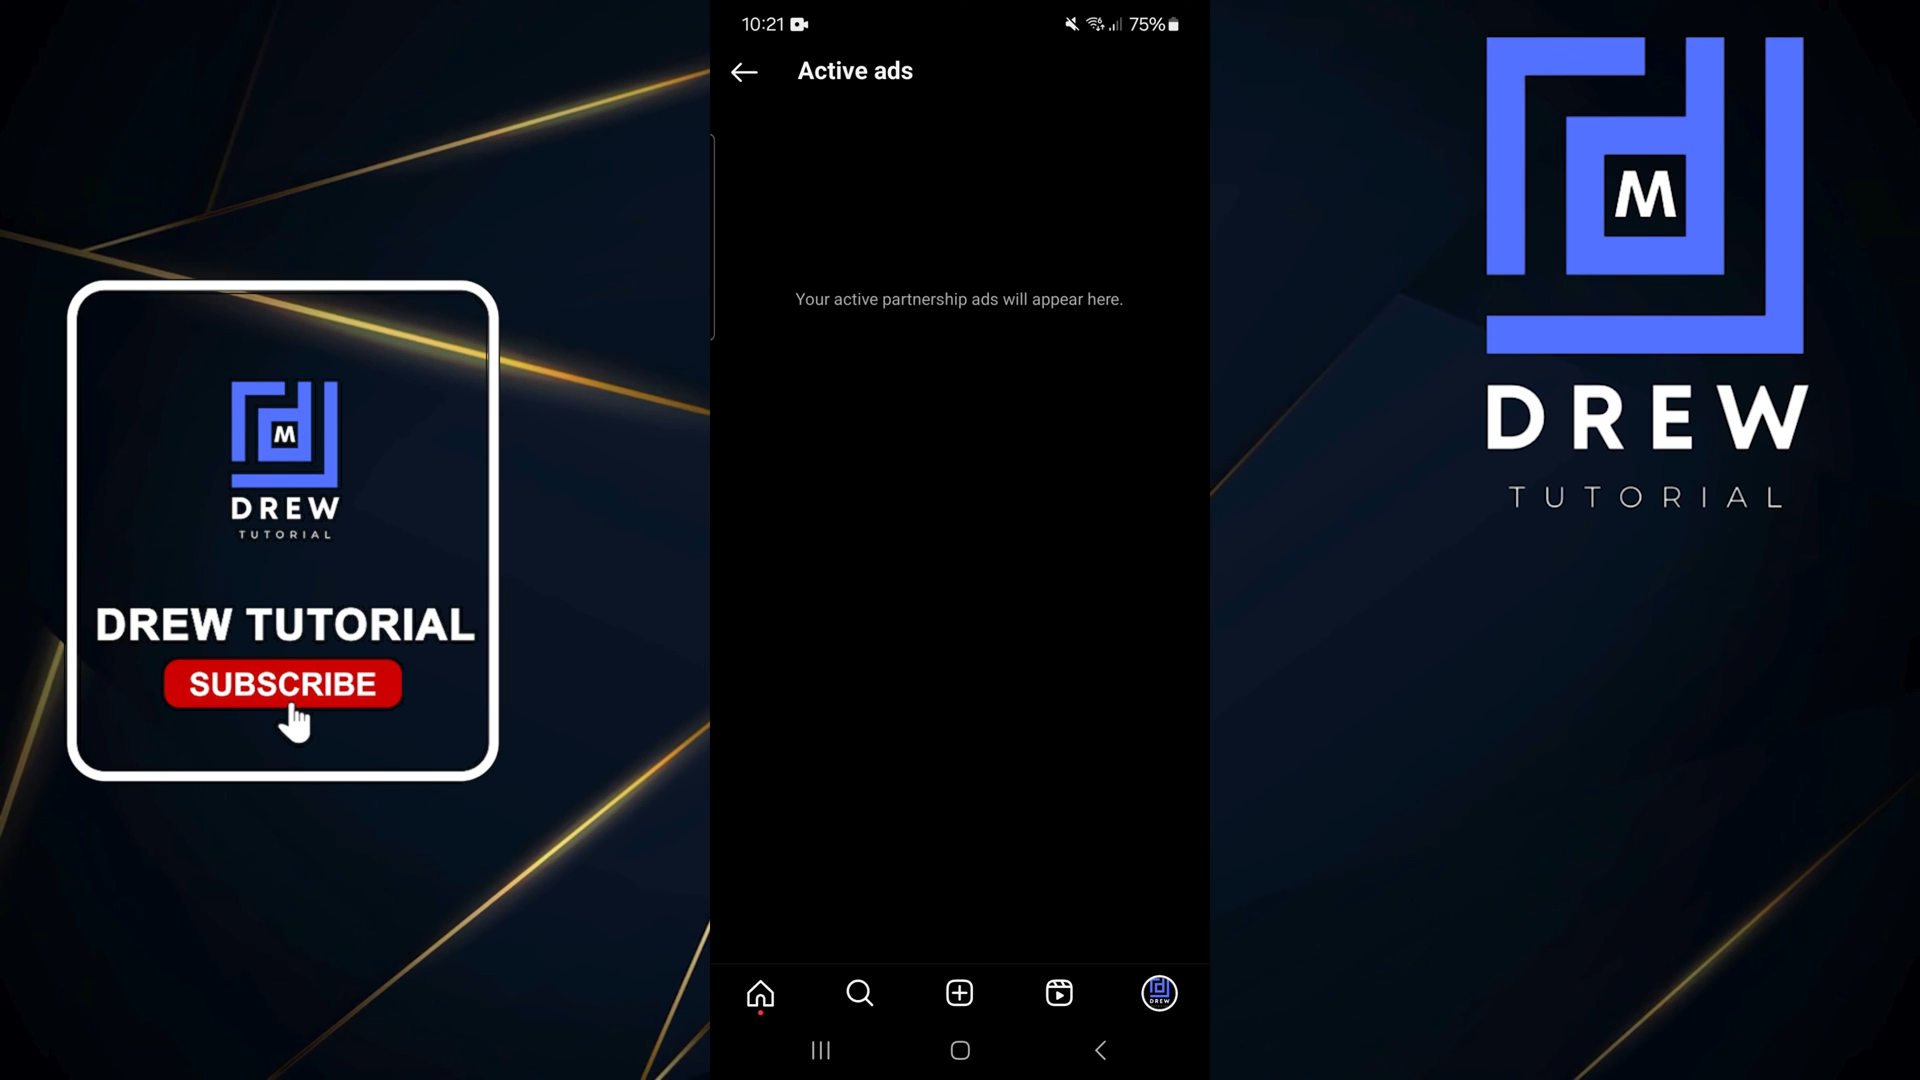 10:21
75%
Active ads
Your active partnership ads will appear here.
M
DREW
TUTORIAL
DREW TUTORIAL
SUBSCRIBE
M
DREW
TUTORIAL
DREW